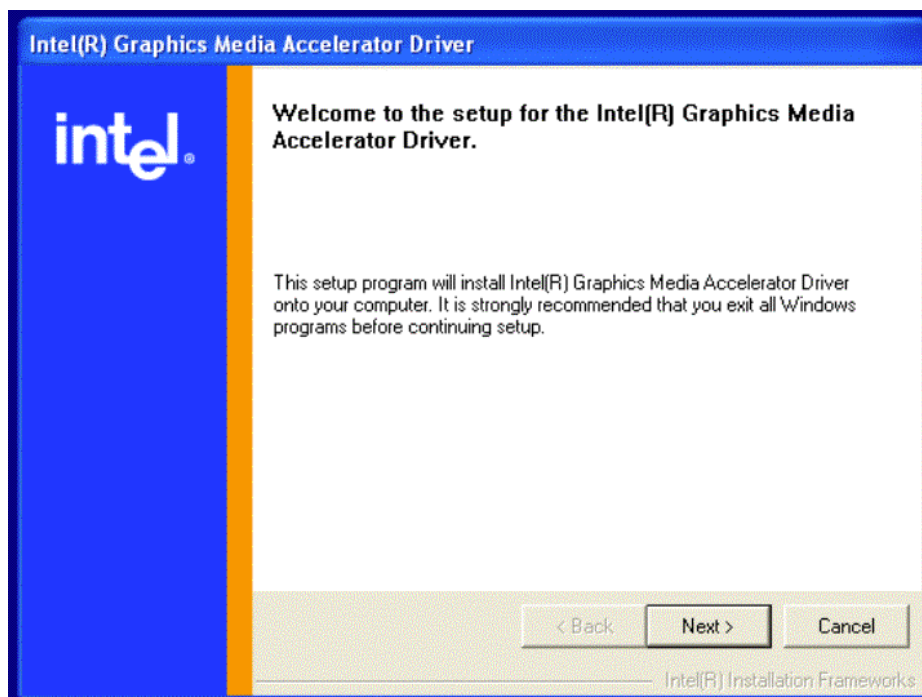 Intel(R) Graphics Media Accelerator Driver
intel®
Welcome to the setup for the Intel(R) Graphics Media
Accelerator Driver.
This setup program will install Intel(R) Graphics Media Accelerator Driver
onto your computer. It is strongly recommended that you exit all Windows
programs before continuing setup.
< Back
Next >
Cancel
Intel(R) Installation Frameworks